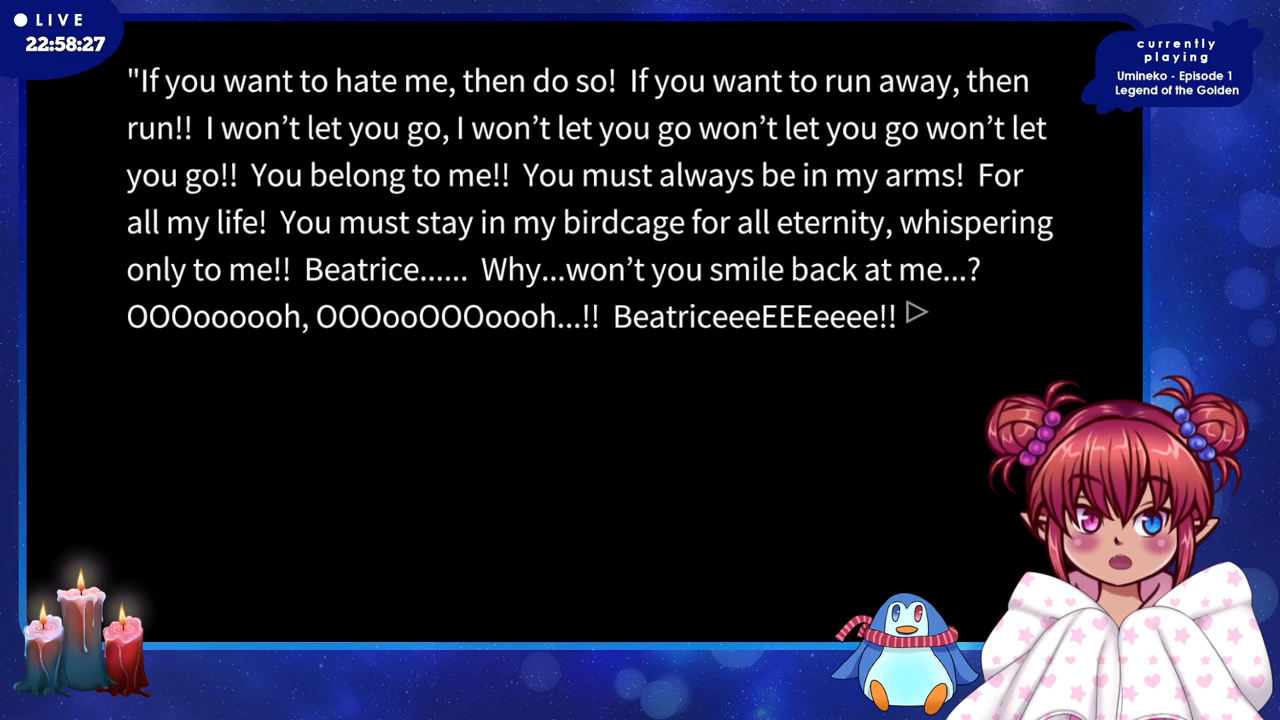 LIVE
22:58:27
currently
playing
Umineko - Episode 1
Legend of the Golden
"If you want to hate me, then do so!  If you want to run away, then
run!!  I won't let you go, I won't let you go won't let you go won't let
you go!!  You belong to me!!  You must always be in my arms!  For
all my life!  You must stay in my birdcage for all eternity, whispering
only to me!!  Beatrice......  Why...won't you smile back at me...?
OOOoooooh, OOOooOOOoooh...!!  BeatriceeeEEEeeee!!